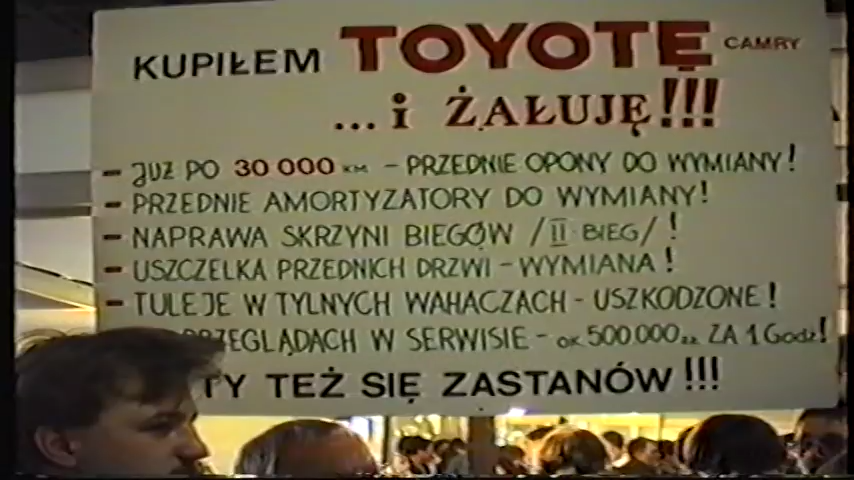 KUPIŁEM TOYOTĘ CAMRY
...i ŻAŁUJĘ!!!
- JUŻ PO 30 000 KM - PRZEDNIE OPONY DO WYMIANY!
- PRZEDNIE AMORTYZATORY DO WYMIANY!
- NAPRAWA SKRZYNI BIEGÓW /II BIEG/!
- USZCZELKA PRZEDNICH DRZWI - WYMIANA!
- TULEJE W TYLNYCH WAHACZACH - USZKODZONE!
PRZEGLĄDACH W SERWISIE - OK 500.000 ZŁ ZA 1 Godz!
TY TEŻ SIĘ ZASTANÓW !!!